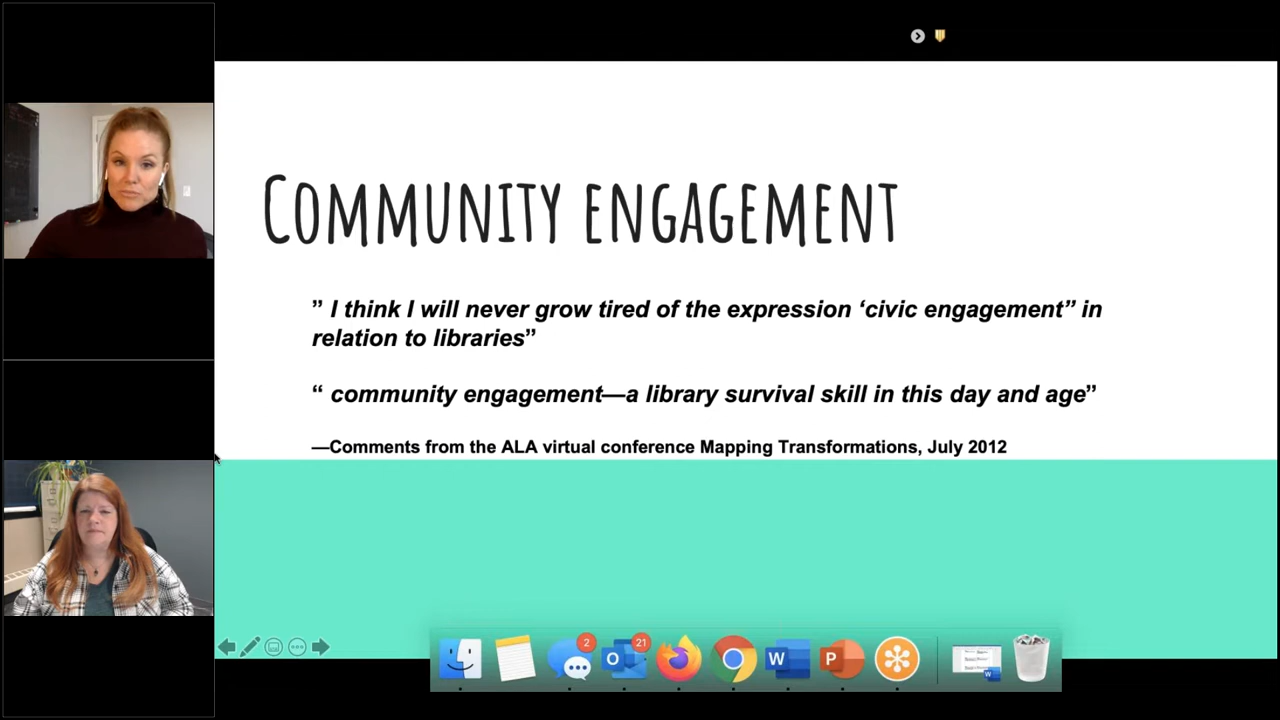 Community engagement
” I think I will never grow tired of the expression ‘civic engagement” in
relation to libraries”
“ community engagement—a library survival skill in this day and age”
—Comments from the ALA virtual conference Mapping Transformations, July 2012
2
21
O
W
P